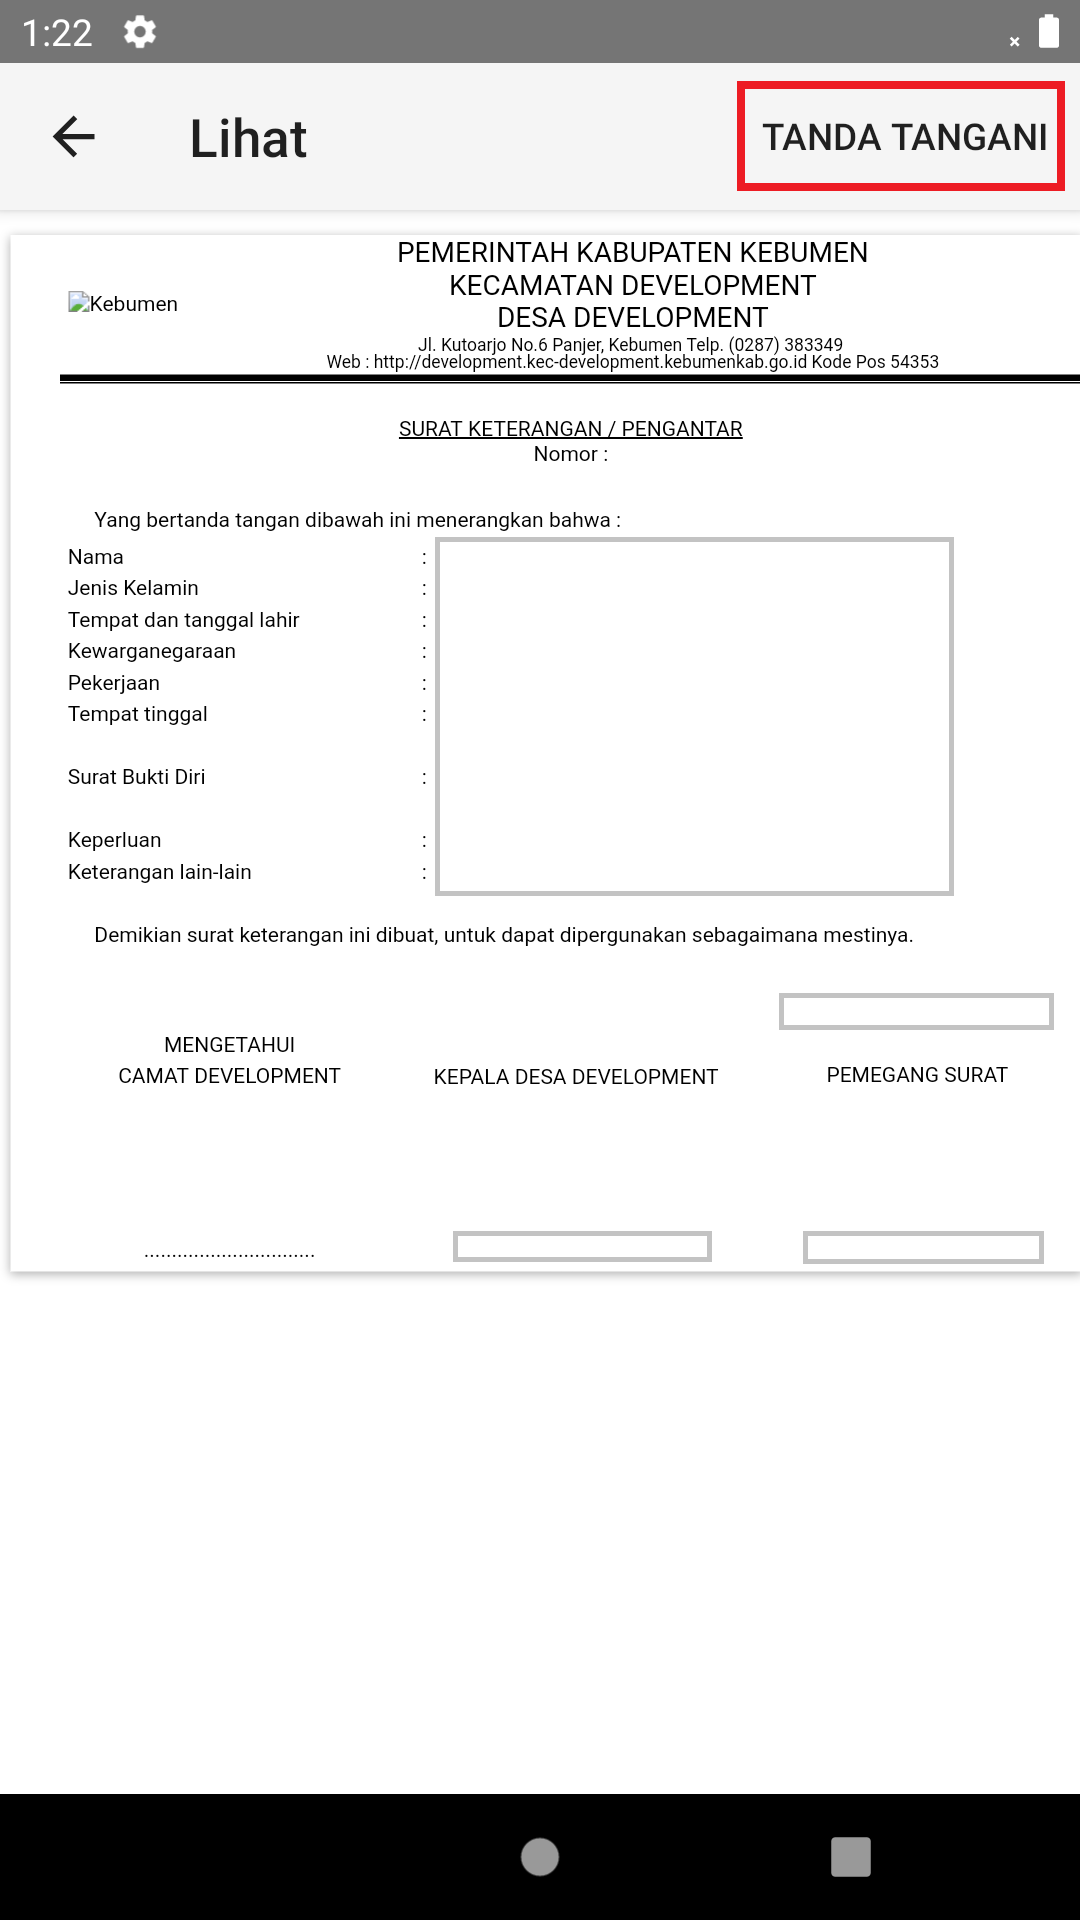 1:22
Lihat
TANDA TANGANI
PEMERINTAH KABUPATEN KEBUMEN
KECAMATAN DEVELOPMENT
DESA DEVELOPMENT
Kebumen
Jl. Kutoarjo No.6 Panjer, Kebumen Telp. (0287) 383349
Web : http://development.kec-development.kebumenkab.go.id Kode Pos 54353
SURAT KETERANGAN / PENGANTAR
Nomor :
Yang bertanda tangan dibawah ini menerangkan bahwa :
Nama :
Jenis Kelamin :
Tempat dan tanggal lahir :
Kewarganegaraan :
Pekerjaan :
Tempat tinggal :
Surat Bukti Diri :
Keperluan :
Keterangan lain-lain :
Demikian surat keterangan ini dibuat, untuk dapat dipergunakan sebagaimana mestinya.
MENGETAHUI
CAMAT DEVELOPMENT
KEPALA DESA DEVELOPMENT
PEMEGANG SURAT
...............................